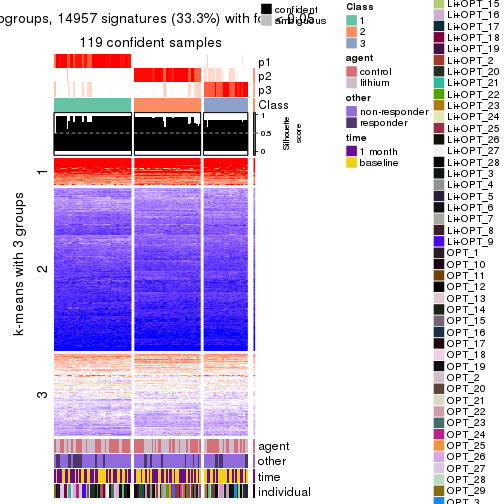 ogroups, 14957 signatures (33.3%) with fdr < 0.05
119 confident samples
confident
ambiguous
p1
p2
p3
Class
1
0.5
0
Silhouette
score
k-means with 3 groups
1
2
3
agent
other
time
individual
Class
1
2
3
agent
control
lithium
other
non-responder
responder
time
1 month
baseline
Li+OPT_15
Li+OPT_16
Li+OPT_17
Li+OPT_18
Li+OPT_19
Li+OPT_2
Li+OPT_20
Li+OPT_21
Li+OPT_22
Li+OPT_23
Li+OPT_24
Li+OPT_25
Li+OPT_26
Li+OPT_27
Li+OPT_28
Li+OPT_3
Li+OPT_4
Li+OPT_5
Li+OPT_6
Li+OPT_7
Li+OPT_8
Li+OPT_9
OPT_1
OPT_10
OPT_11
OPT_12
OPT_13
OPT_14
OPT_15
OPT_16
OPT_17
OPT_18
OPT_19
OPT_2
OPT_20
OPT_21
OPT_22
OPT_23
OPT_24
OPT_25
OPT_26
OPT_27
OPT_28
OPT_29